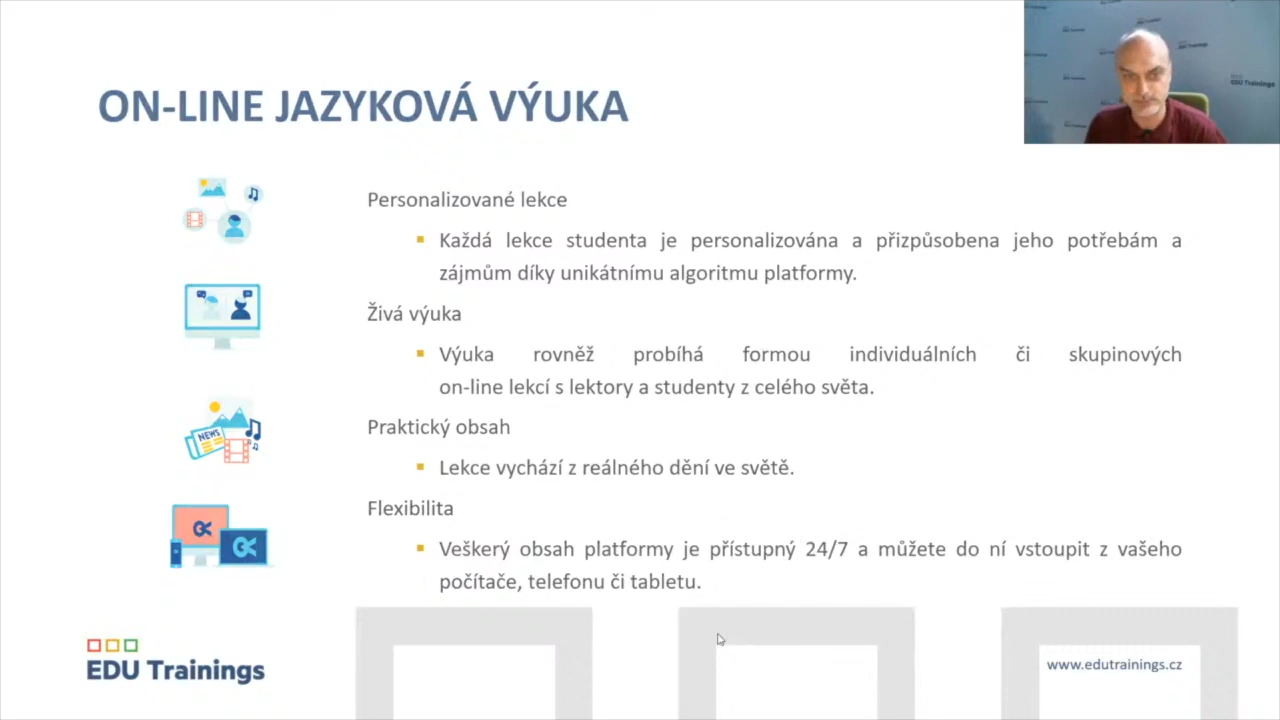 ON-LINE JAZYKOVÁ VÝUKA
EDU Trainings
Personalizované lekce
Každá lekce studenta je personalizována a přizpůsobena jeho potřebám a
zájmům díky unikátnímu algoritmu platformy.
Živá výuka
Výuka rovněž probíhá formou individuálních či skupinových
on-line lekcí s lektory a studenty z celého světa.
NEWS
Praktický obsah
Lekce vychází z reálného dění ve světě.
Flexibilita
Veškerý obsah platformy je přístupný 24/7 a můžete do ní vstoupit z vašeho
počítače, telefonu či tabletu.
EDU Trainings
www.edutrainings.cz